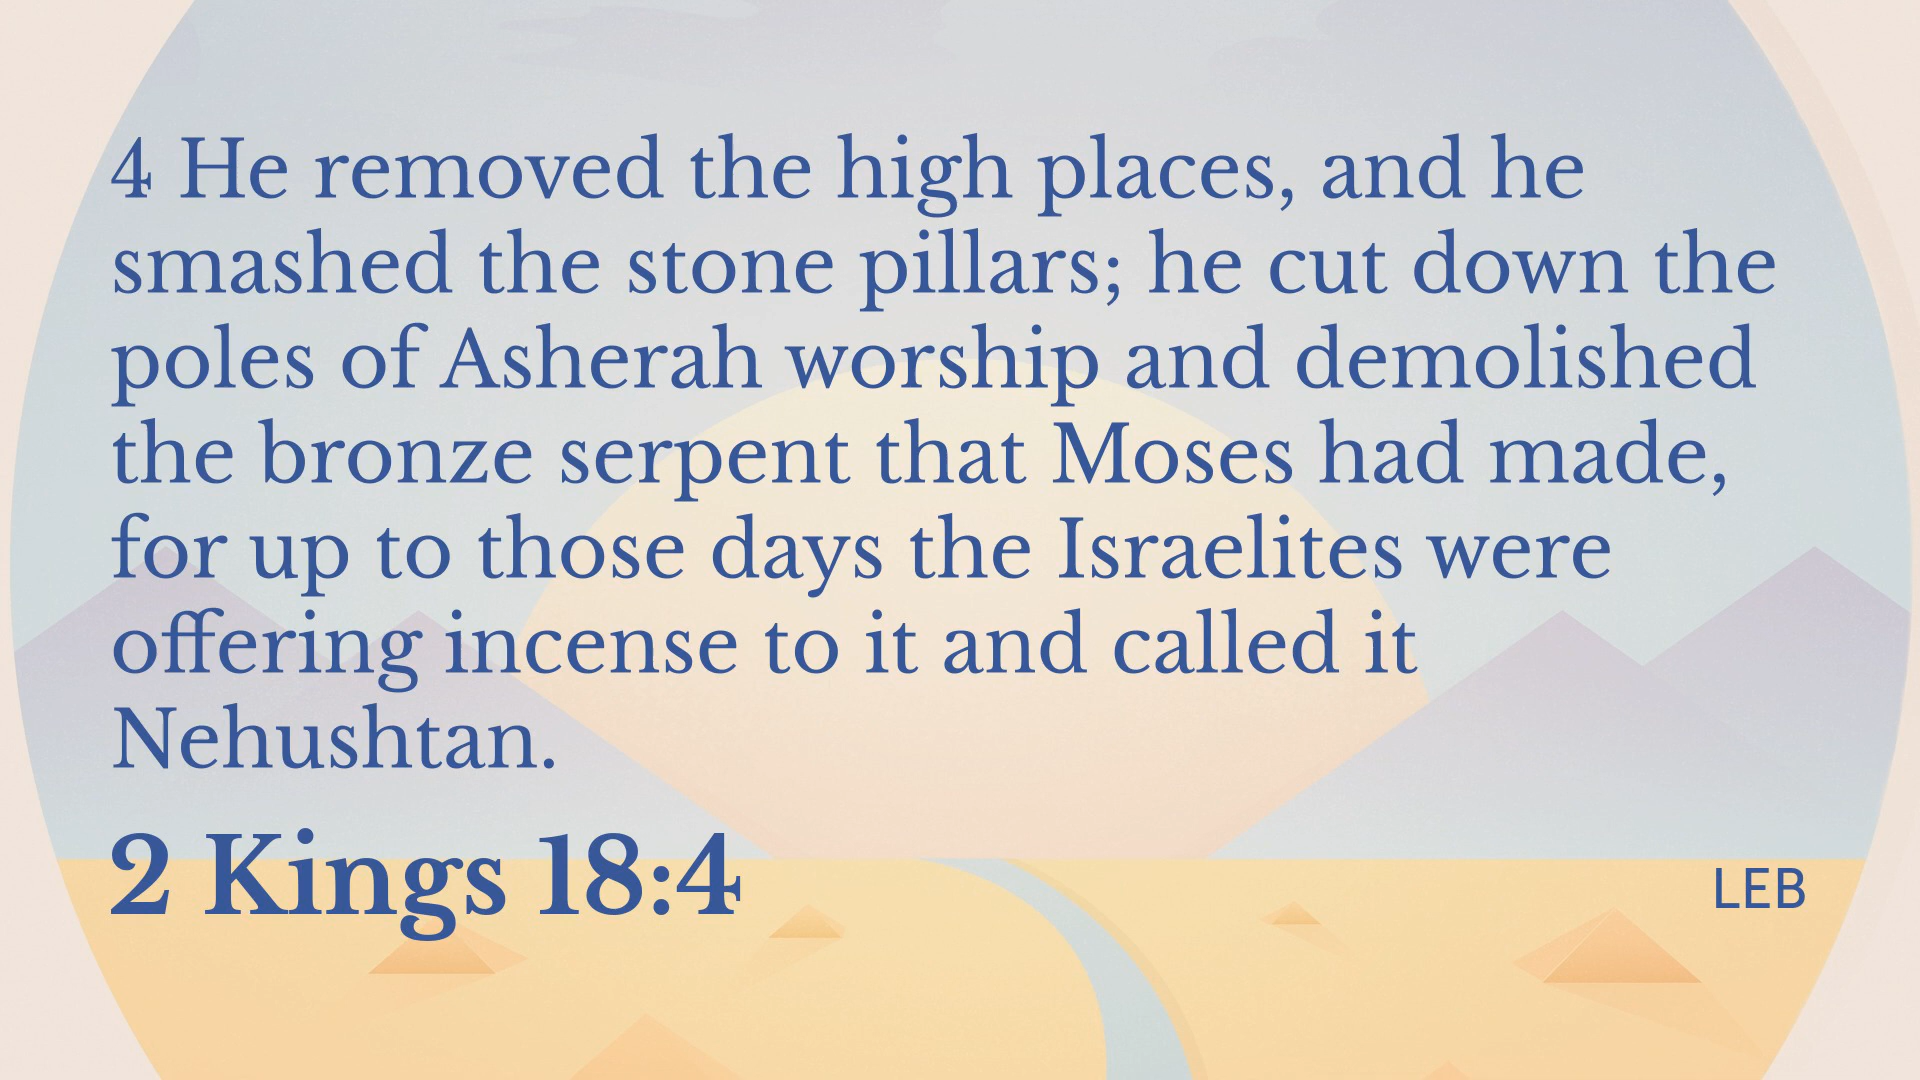 4 He removed the high places, and he
smashed the stone pillars; he cut down the
poles of Asherah worship and demolished
the bronze serpent that Moses had made,
for up to those days the Israelites were
offering incense to it and called it
Nehushtan.
2 Kings 18:4
LEB